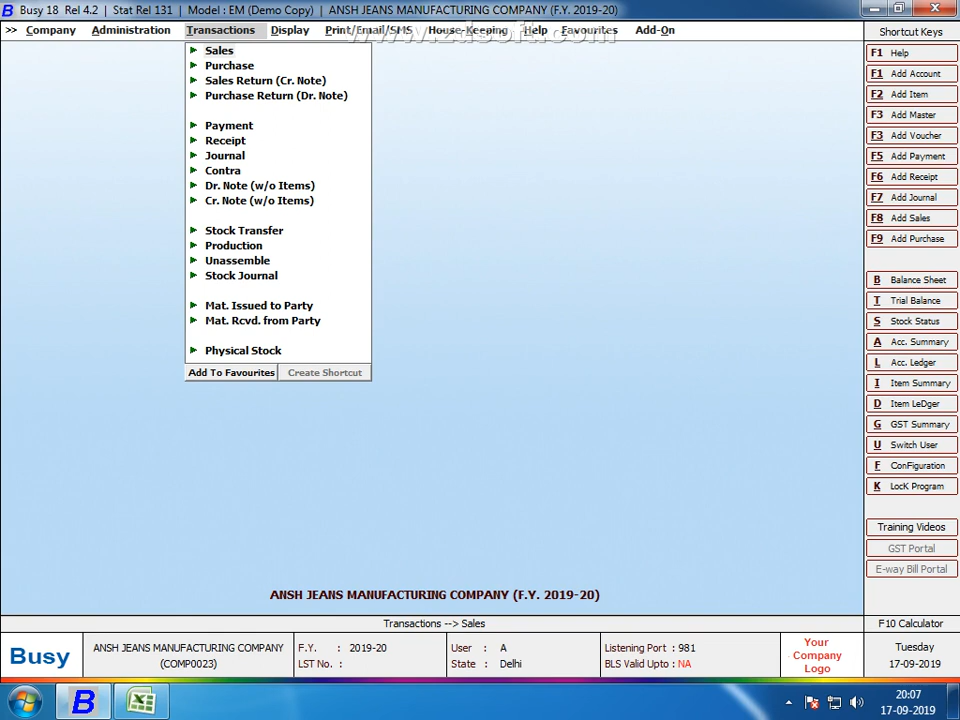 Busy 18 Rel 4.2 | Stat Rel 131 | Model : EM (Demo Copy) | ANSH JEANS MANUFACTURING COMPANY (F.Y. 2019-20)
>> Company Administration Transactions Display Print/Email/SMS House-Keeping Help Favourites Add-On
Sales
Purchase
Sales Return (Cr. Note)
Purchase Return (Dr. Note)
Payment
Receipt
Journal
Contra
Dr. Note (w/o Items)
Cr. Note (w/o Items)
Stock Transfer
Production
Unassemble
Stock Journal
Mat. Issued to Party
Mat. Rcvd. from Party
Physical Stock
Add To Favourites Create Shortcut
Shortcut Keys
F1 Help
F1 Add Account
F2 Add Item
F3 Add Master
F3 Add Voucher
F5 Add Payment
F6 Add Receipt
F7 Add Journal
F8 Add Sales
F9 Add Purchase
B Balance Sheet
T Trial Balance
S Stock Status
A Acc. Summary
L Acc. Ledger
I Item Summary
D Item LeDger
G GST Summary
U Switch User
F ConFiguration
K LocK Program
Training Videos
GST Portal
E-way Bill Portal
ANSH JEANS MANUFACTURING COMPANY (F.Y. 2019-20)
Transactions --> Sales
F10 Calculator
Busy
ANSH JEANS MANUFACTURING COMPANY
(COMP0023)
F.Y. : 2019-20
LST No. :
User : A
State : Delhi
Listening Port : 981
BLS Valid Upto : NA
Your
Company
Logo
Tuesday
17-09-2019
B
20:07
17-09-2019